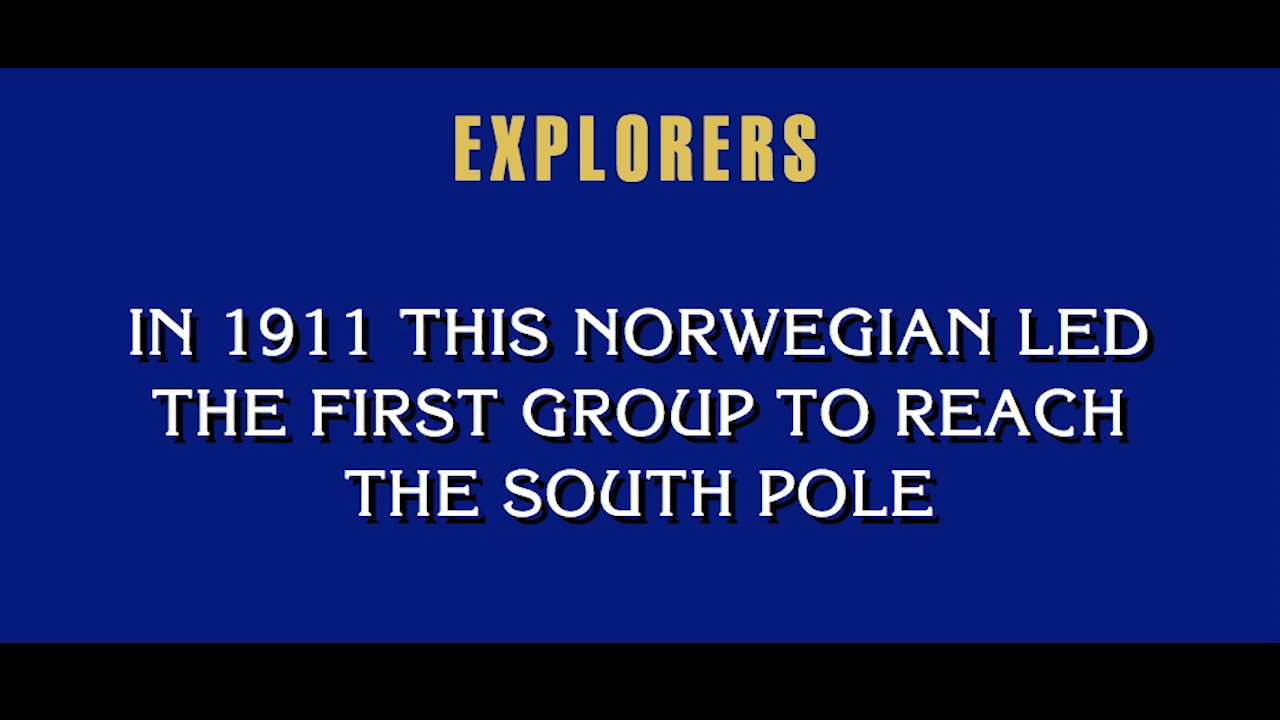 EXPLORERS
IN 1911 THIS NORWEGIAN LED
THE FIRST GROUP TO REACH
THE SOUTH POLE